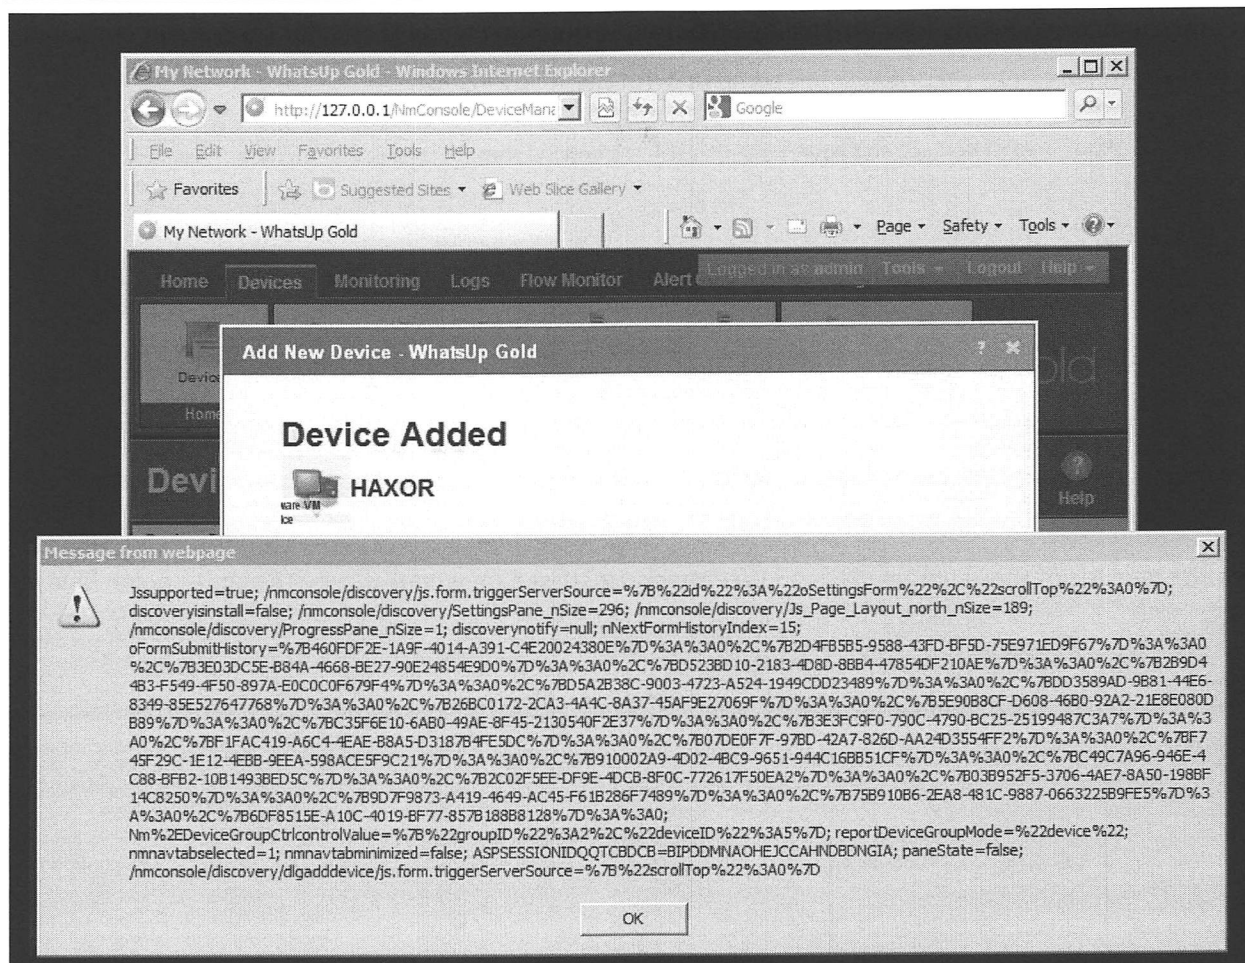 My Network - WhatsUp Gold - Windows Internet Explorer
http://127.0.0.1/NmConsole/DeviceMana
Google
File Edit View Favorites Tools Help
Favorites Suggested Sites Web Slice Gallery
My Network - WhatsUp Gold
Page Safety Tools
Logged in as admin Tools Logout Help
Home Devices Monitoring Logs Flow Monitor Alert
Add New Device - WhatsUp Gold ? ×
Device
Home
old
Device Added
Devi
HAXOR
ware VM
ice
Help
Message from webpage
Jssupported=true; /nmconsole/discovery/js.form.triggerServerSource=%7B%22id%22%3A%22oSettingsForm%22%2C%22scrollTop%22%3A0%7D;
discoveryisinstall=false; /nmconsole/discovery/SettingsPane_nSize=296; /nmconsole/discovery/Js_Page_Layout_north_nSize=189;
/nmconsole/discovery/ProgressPane_nSize=1; discoverynotify=null; nNextFormHistoryIndex=15;
oFormSubmitHistory=%7B460FDF2E-1A9F-4014-A391-C4E20024380E%7D%3A%3A0%2C%7B2D4FB5B5-9588-43FD-BF5D-75E971ED9F67%7D%3A%3A0
%2C%7B3E03DC5E-B84A-4668-BE27-90E24854E9D0%7D%3A%3A0%2C%7BD523BD10-2183-4D8D-8BB4-47854DF210AE%7D%3A%3A0%2C%7B2B9D4
4B3-F549-4F50-897A-E0C0C0F679F4%7D%3A%3A0%2C%7BD5A2B38C-9003-4723-A524-1949CDD23489%7D%3A%3A0%2C%7BDD3589AD-9B81-44E6-
8349-85E527647768%7D%3A%3A0%2C%7B26BC0172-2CA3-4A4C-8A37-45AF9E27069F%7D%3A%3A0%2C%7B5E90B8CF-D608-46B0-92A2-21E8E080D
B89%7D%3A%3A0%2C%7BC35F6E10-6AB0-49AE-8F45-2130540F2E37%7D%3A%3A0%2C%7B3E3FC9F0-790C-4790-BC25-25199487C3A7%7D%3A%3
A0%2C%7BF1FAC419-A6C4-4EAE-B8A5-D3187B4FE5DC%7D%3A%3A0%2C%7B07DE0F7F-97BD-42A7-826D-AA24D3554FF2%7D%3A%3A0%2C%7BF7
45F29C-1E12-4EBB-9EEA-598ACE5F9C21%7D%3A%3A0%2C%7B910002A9-4D02-4BC9-9651-944C16BB51CF%7D%3A%3A0%2C%7BC49C7A96-946E-4
C88-BFB2-10B1493BED5C%7D%3A%3A0%2C%7B2C02F5EE-DF9E-4DCB-8F0C-772617F50EA2%7D%3A%3A0%2C%7B03B952F5-3706-4AE7-8A50-198BF
14C8250%7D%3A%3A0%2C%7B9D7F9873-A419-4649-AC45-F61B286F7489%7D%3A%3A0%2C%7B75B910B6-2EA8-481C-9887-0663225B9FE5%7D%3
A%3A0%2C%7B6DF8515E-A10C-4019-BF77-857B188B8128%7D%3A%3A0;
Nm%2EDeviceGroupCtrlcontrolValue=%7B%22groupID%22%3A2%2C%22deviceID%22%3A5%7D; reportDeviceGroupMode=%22device%22;
nmnavtabselected=1; nmnavtabminimized=false; ASPSESSIONIDQQTCBDCB=BIPDDMNAOHEJCCAHNDBDNGIA; paneState=false;
/nmconsole/discovery/dlgadddevice/js.form.triggerServerSource=%7B%22scrollTop%22%3A0%7D
OK